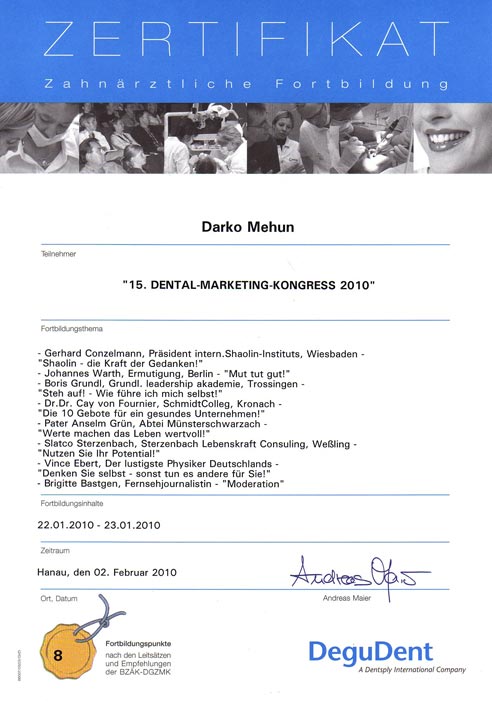 ZERTIFIKAT
Zahnärztliche Fortbildung
Darko Mehun
Teilnehmer
"15. DENTAL-MARKETING-KONGRESS 2010"
Fortbildungsthema
- Gerhard Conzelmann, Präsident intern.Shaolin-Instituts, Wiesbaden -
"Shaolin - die Kraft der Gedanken!"
- Johannes Warth, Ermutigung, Berlin - "Mut tut gut!"
- Boris Grundl, Grundl. leadership akademie, Trossingen -
"Steh auf! - Wie führe ich mich selbst!"
- Dr.Dr. Cay von Fournier, SchmidtColleg, Kronach -
"Die 10 Gebote für ein gesundes Unternehmen!"
- Pater Anselm Grün, Abtei Münsterschwarzach -
"Werte machen das Leben wertvoll!"
- Slatco Sterzenbach, Sterzenbach Lebenskraft Consuling, Weßling -
"Nutzen Sie Ihr Potential!"
- Vince Ebert, Der lustigste Physiker Deutschlands -
"Denken Sie selbst - sonst tun es andere für Sie!"
- Brigitte Bastgen, Fernsehjournalistin - "Moderation"
Fortbildungsinhalte
22.01.2010 - 23.01.2010
Zeitraum
Hanau, den 02. Februar 2010
Ort, Datum
Andreas Maier
8
Fortbildungspunkte
nach den Leitsätzen
und Empfehlungen
der BZÄK-DGZMK
DeguDent
A Dentsply International Company